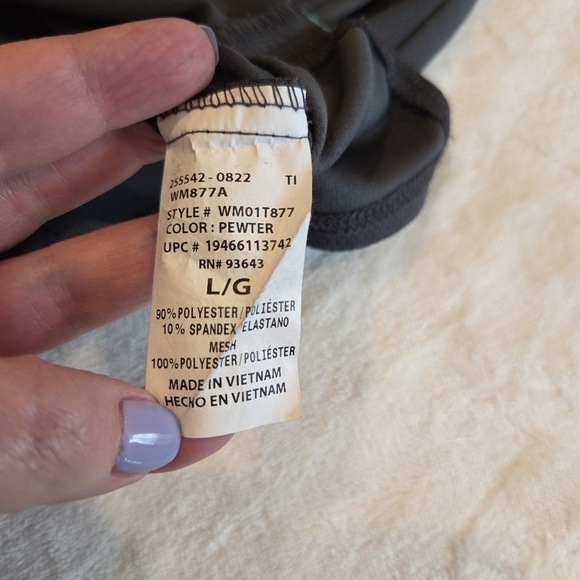 255542-0822 TI
WM877A
STYLE # WM01T877
COLOR: PEWTER
UPC # 19466113742
RN# 93643
L/G
90% POLYESTER/POLIÉSTER
10% SPANDEX/ELASTANO
MESH
100% POLYESTER/POLIÉSTER
MADE IN VIETNAM
HECHO EN VIETNAM